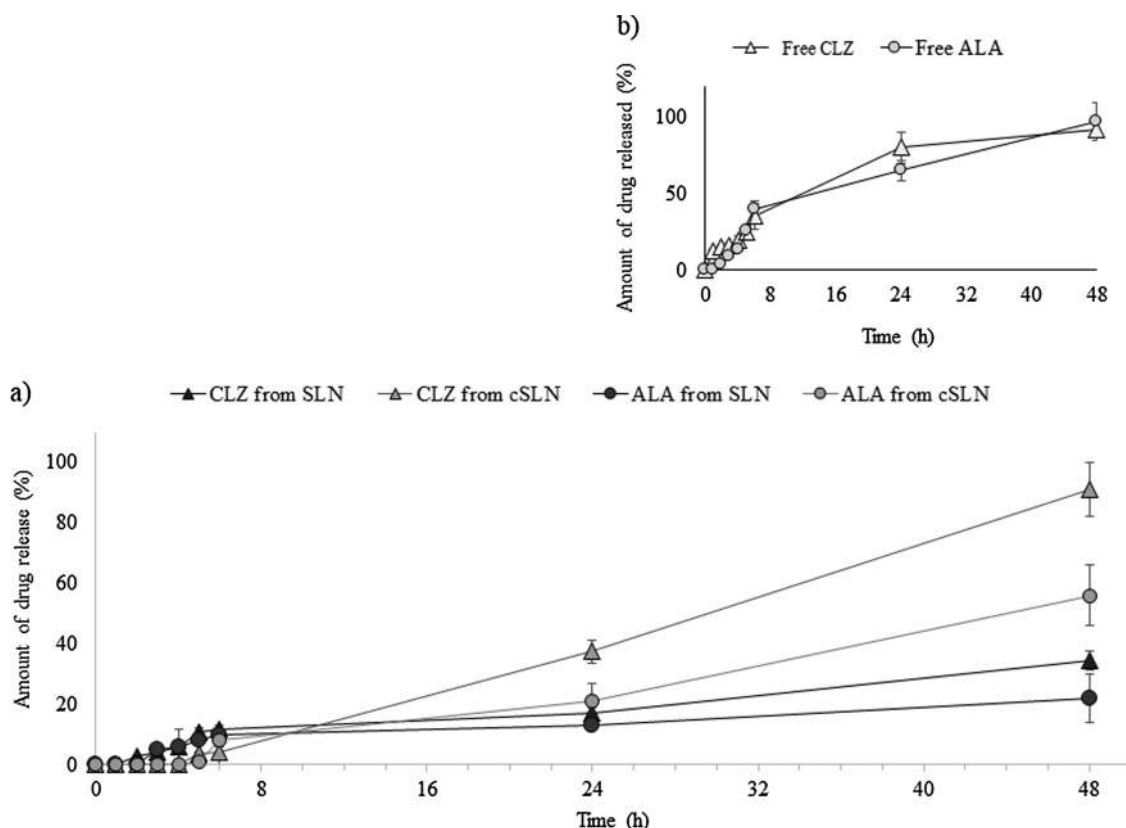 b)
Free CLZ Free ALA
Amount of drug released (%)
100
50
0
0 8 24 32 40 48
Time (h)
a)
CLZ from SLN CLZ from cSLN ALA from SLN ALA from cSLN
Amount of drug release (%)
100
80
60
40
20
0
0 8 24 32 40 48
Time (h)